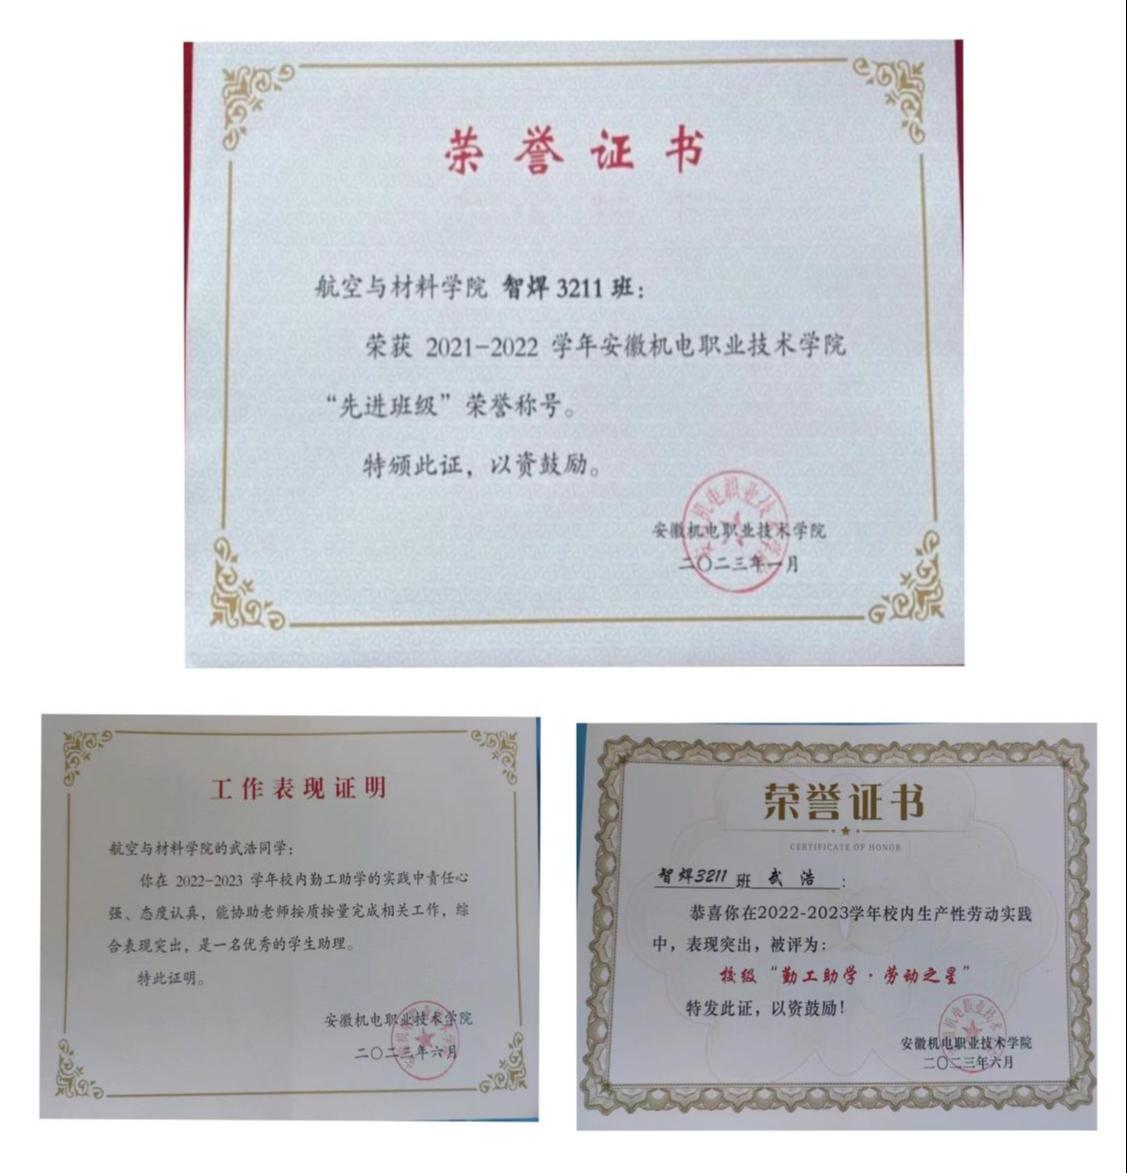 荣誉证书
航空与材料学院 智焊3211班：
荣获 2021-2022 学年安徽机电职业技术学院
“先进班级”荣誉称号。
特颁此证，以资鼓励。
安徽机电职业技术学院
二〇二三年一月
工作表现证明
航空与材料学院的武浩同学：
你在 2022-2023 学年校内勤工助学的实践中责任心
强、态度认真，能协助老师按质按量完成相关工作，综
合表现突出，是一名优秀的学生助理。
特此证明。
安徽机电职业技术学院
二〇二三年六月
荣誉证书
CERTIFICATE OF HONOR
智焊3211 班 武浩：
恭喜你在2022-2023学年校内生产性劳动实践
中，表现突出，被评为：
校级“勤工助学·劳动之星”
特发此证，以资鼓励！
安徽机电职业技术学院
二〇二三年六月